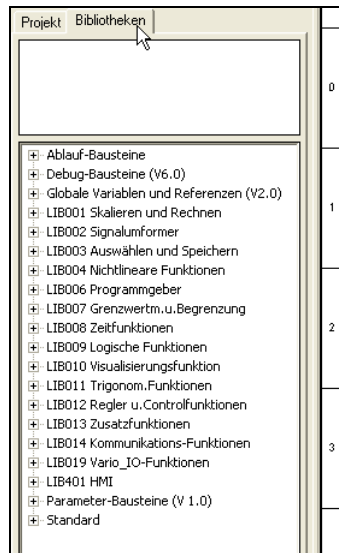 Projekt Bibliotheken
Ablauf-Bausteine
Debug-Bausteine (V6.0)
Globale Variablen und Referenzen (V2.0)
LIB001 Skalieren und Rechnen
LIB002 Signalumformer
LIB003 Auswählen und Speichern
LIB004 Nichtlineare Funktionen
LIB006 Programmgeber
LIB007 Grenzwertm.u.Begrenzung
LIB008 Zeitfunktionen
LIB009 Logische Funktionen
LIB010 Visualisierungsfunktion
LIB011 Trigonom.Funktionen
LIB012 Regler u.Controlfunktionen
LIB013 Zusatzfunktionen
LIB014 Kommunikations-Funktionen
LIB019 Vario_IO-Funktionen
LIB401 HMI
Parameter-Bausteine (V 1.0)
Standard
0
1
2
3